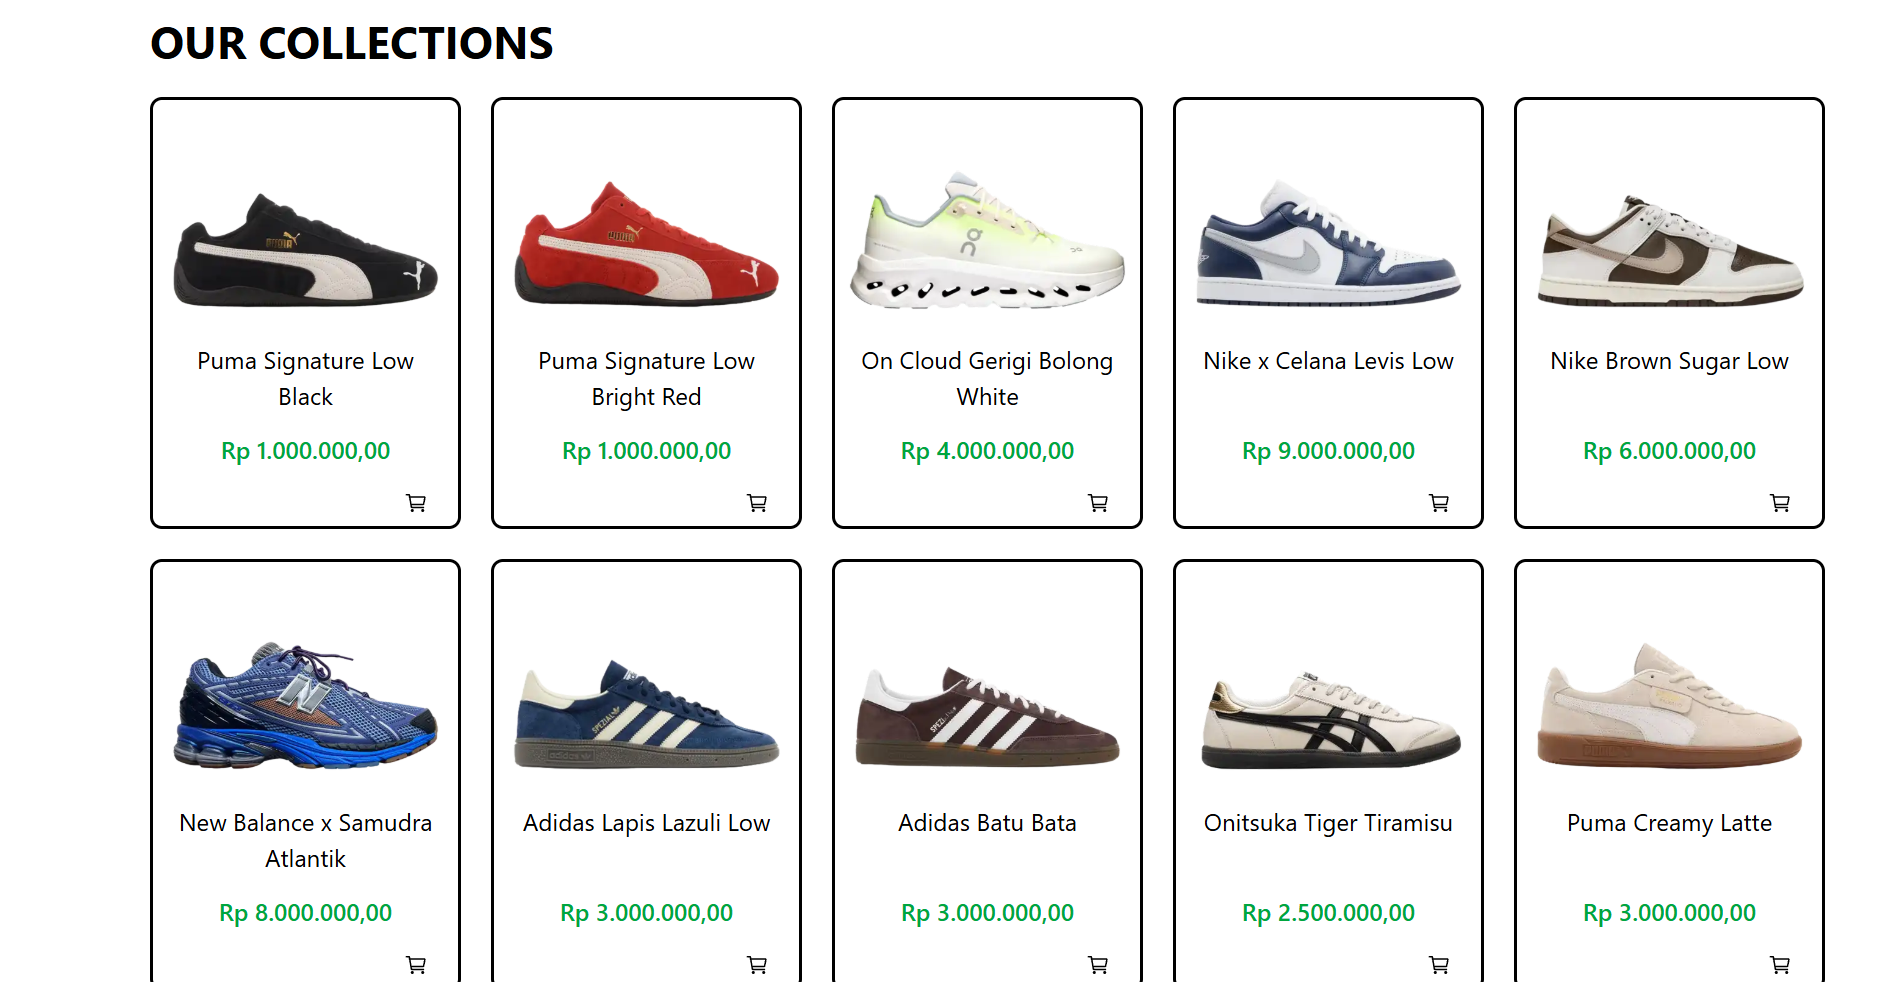 OUR COLLECTIONS
Puma Signature Low
Black
Rp 1.000.000,00
Puma Signature Low
Bright Red
Rp 1.000.000,00
On Cloud Gerigi Bolong
White
Rp 4.000.000,00
Nike x Celana Levis Low
Rp 9.000.000,00
Nike Brown Sugar Low
Rp 6.000.000,00
New Balance x Samudra
Atlantik
Rp 8.000.000,00
Adidas Lapis Lazuli Low
Rp 3.000.000,00
Adidas Batu Bata
Rp 3.000.000,00
Onitsuka Tiger Tiramisu
Rp 2.500.000,00
Puma Creamy Latte
Rp 3.000.000,00